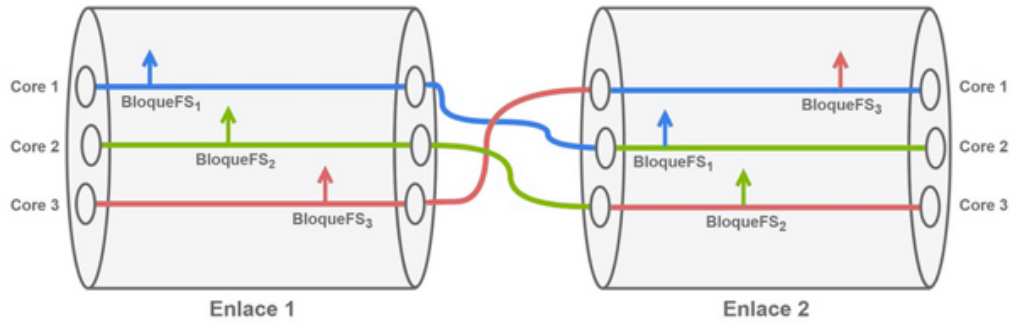 Core 1
BloqueFS1
Core 2
BloqueFS2
Core 3
BloqueFS3
Enlace 1
BloqueFS3
Core 1
BloqueFS1
Core 2
BloqueFS2
Core 3
Enlace 2